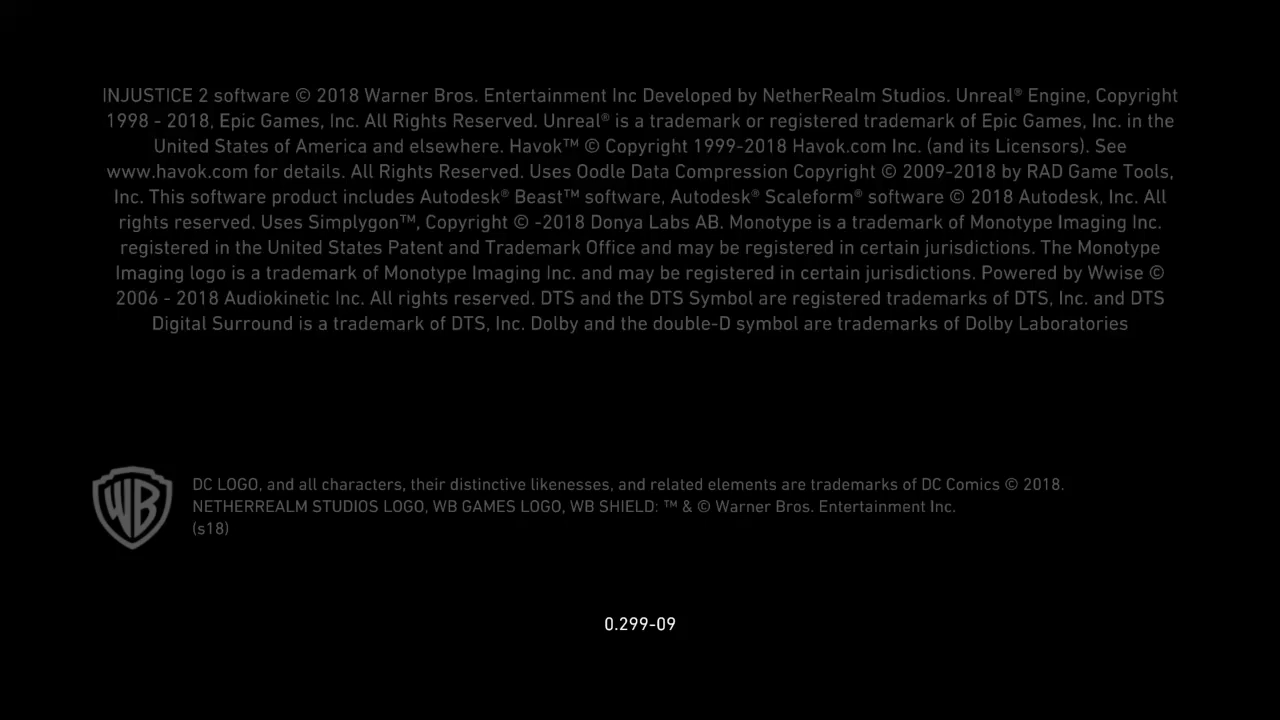 INJUSTICE 2 software © 2018 Warner Bros. Entertainment Inc Developed by NetherRealm Studios. Unreal® Engine, Copyright
1998 - 2018, Epic Games, Inc. All Rights Reserved. Unreal® is a trademark or registered trademark of Epic Games, Inc. in the
United States of America and elsewhere. Havok™ © Copyright 1999-2018 Havok.com Inc. (and its Licensors). See
www.havok.com for details. All Rights Reserved. Uses Oodle Data Compression Copyright © 2009-2018 by RAD Game Tools,
Inc. This software product includes Autodesk® Beast™ software, Autodesk® Scaleform® software © 2018 Autodesk, Inc. All
rights reserved. Uses Simplygon™, Copyright © -2018 Donya Labs AB. Monotype is a trademark of Monotype Imaging Inc.
registered in the United States Patent and Trademark Office and may be registered in certain jurisdictions. The Monotype
Imaging logo is a trademark of Monotype Imaging Inc. and may be registered in certain jurisdictions. Powered by Wwise ©
2006 - 2018 Audiokinetic Inc. All rights reserved. DTS and the DTS Symbol are registered trademarks of DTS, Inc. and DTS
Digital Surround is a trademark of DTS, Inc. Dolby and the double-D symbol are trademarks of Dolby Laboratories
WB
DC LOGO, and all characters, their distinctive likenesses, and related elements are trademarks of DC Comics © 2018.
NETHERREALM STUDIOS LOGO, WB GAMES LOGO, WB SHIELD: ™ & © Warner Bros. Entertainment Inc.
(s18)
0.299-09